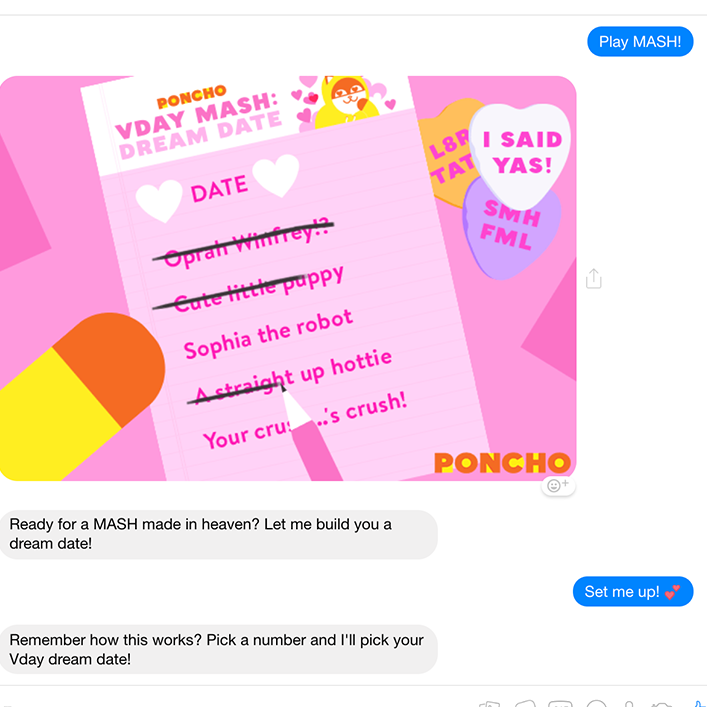 Play MASH!
PONCHO
VDAY MASH:
DREAM DATE
DATE
Oprah Winfrey!?
Cute little puppy
Sophia the robot
A straight up hottie
Your crus ..'s crush!
L8R
TAT
I SAID
YAS!
SMH
FML
PONCHO
Ready for a MASH made in heaven? Let me build you a
dream date!
Set me up! 💕
Remember how this works? Pick a number and I'll pick your
Vday dream date!